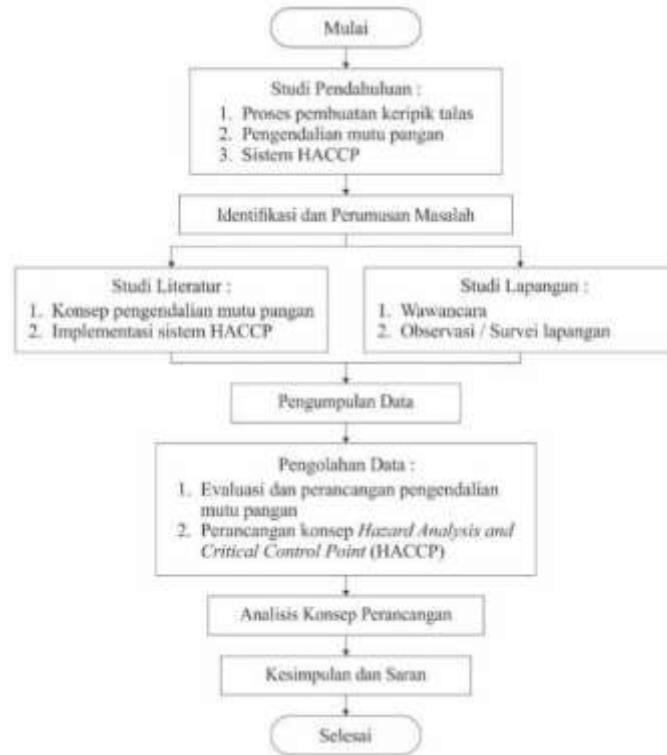 Mulai
Studi Pendahuluan :
1. Proses pembuatan keripik talas
2. Pengendalian mutu pangan
3. Sistem HACCP
Identifikasi dan Perumusan Masalah
Studi Literatur :
1. Konsep pengendalian mutu pangan
2. Implementasi sistem HACCP
Studi Lapangan :
1. Wawancara
2. Observasi / Survei lapangan
Pengumpulan Data
Pengolahan Data :
1. Evaluasi dan perancangan pengendalian
mutu pangan
2. Perancangan konsep Hazard Analysis and
Critical Control Point (HACCP)
Analisis Konsep Perancangan
Kesimpulan dan Saran
Selesai